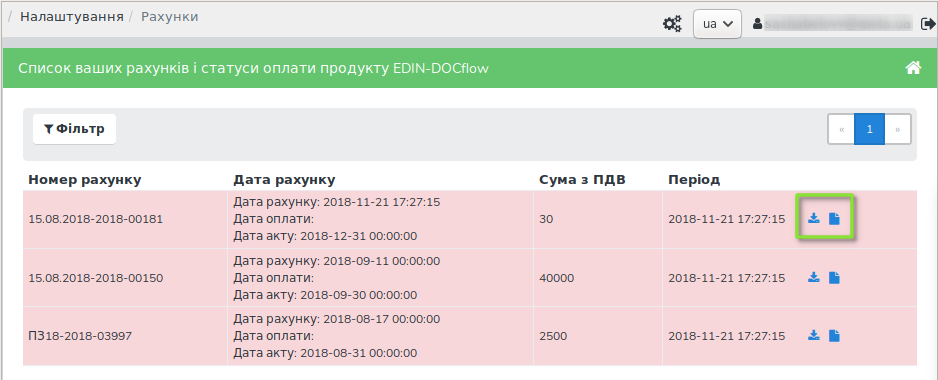 / Налаштування / Рахунки
ua
Список ваших рахунків і статуси оплати продукту EDIN-DOCflow
Фільтр
« 1 »
Номер рахунку Дата рахунку Сума з ПДВ Період
15.08.2018-2018-00181 Дата рахунку: 2018-11-21 17:27:15 30 2018-11-21 17:27:15
Дата оплати:
Дата акту: 2018-12-31 00:00:00
15.08.2018-2018-00150 Дата рахунку: 2018-09-11 00:00:00 40000 2018-11-21 17:27:15
Дата оплати:
Дата акту: 2018-09-30 00:00:00
ПЗ18-2018-03997 Дата рахунку: 2018-08-17 00:00:00 2500 2018-11-21 17:27:15
Дата оплати:
Дата акту: 2018-08-31 00:00:00